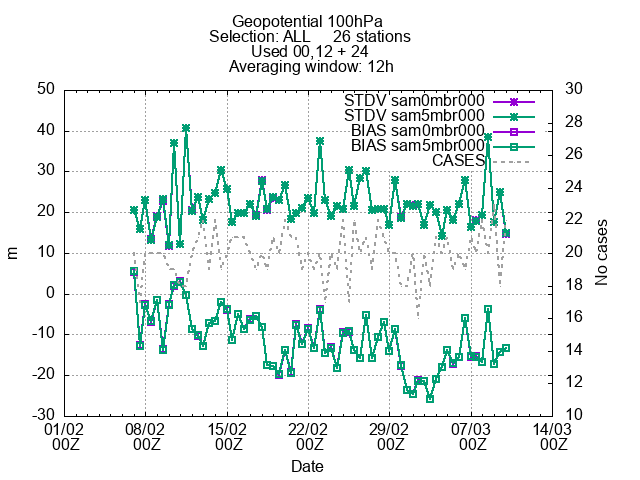 Geopotential 100hPa
Selection: ALL 26 stations
Used 00,12 + 24
Averaging window: 12h
STDV sam0mbr000
STDV sam5mbr000
BIAS sam0mbr000
BIAS sam5mbr000
CASES
50
40
30
20
10
0
-10
-20
-30
m
30
28
26
24
22
20
18
16
14
12
10
No cases
01/02 08/02 15/02 22/02 29/02 07/03 14/03
00Z 00Z 00Z 00Z 00Z 00Z 00Z
Date